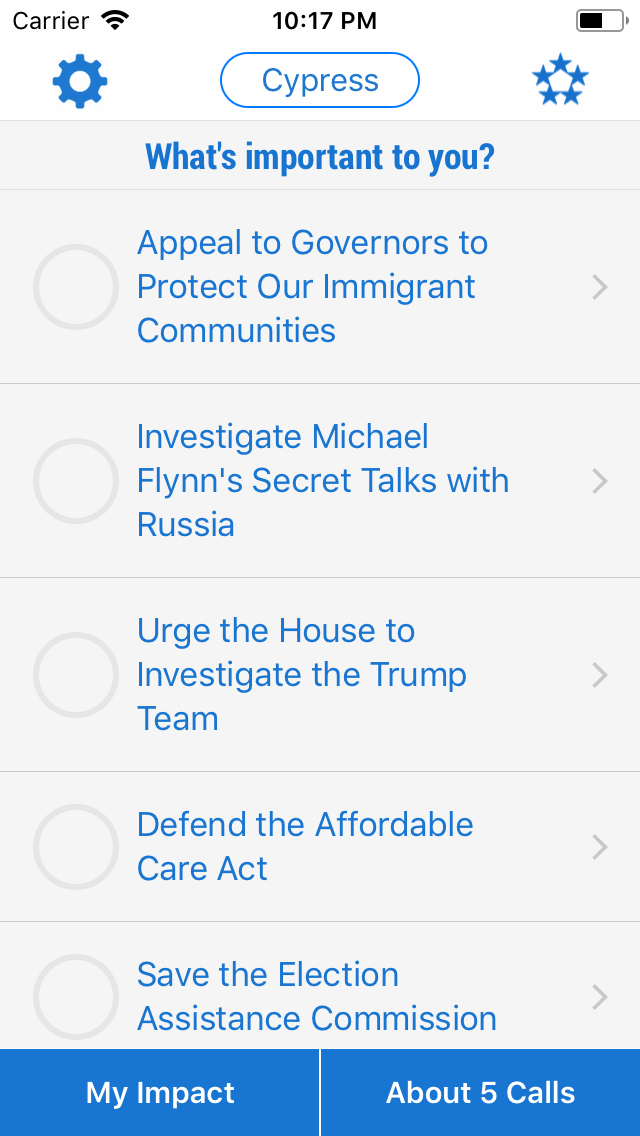 Carrier 10:17 PM
Cypress
What's important to you?
Appeal to Governors to
Protect Our Immigrant
Communities
Investigate Michael
Flynn's Secret Talks with
Russia
Urge the House to
Investigate the Trump
Team
Defend the Affordable
Care Act
Save the Election
Assistance Commission
My Impact
About 5 Calls